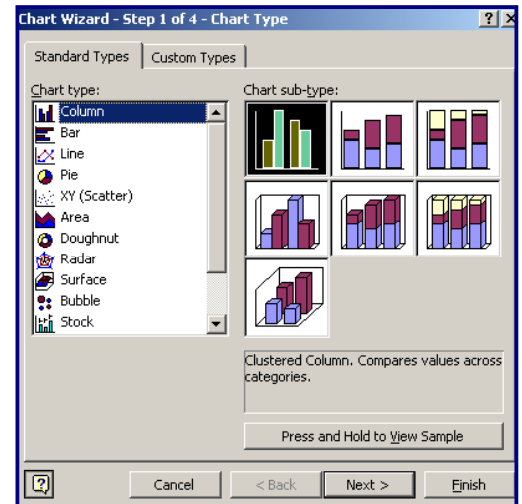 Chart Wizard - Step 1 of 4 - Chart Type
Standard Types
Custom Types
Chart type:
Column
Bar
Line
Pie
XY (Scatter)
Area
Doughnut
Radar
Surface
Bubble
Stock
Chart sub-type:
Clustered Column. Compares values across
categories.
Press and Hold to View Sample
Cancel
< Back
Next >
Finish